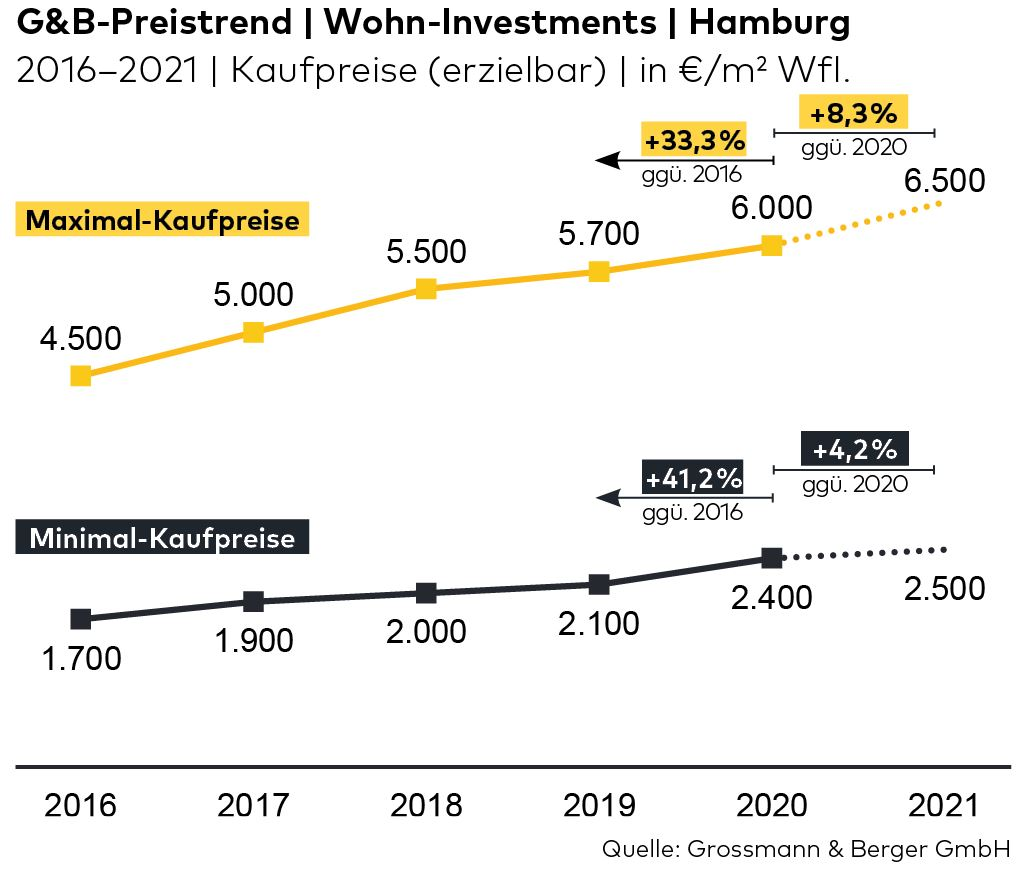 G&B-Preistrend | Wohn-Investments | Hamburg
2016–2021 | Kaufpreise (erzielbar) | in €/m² Wfl.
+8,3%
ggü. 2020
+33,3%
ggü. 2016
Maximal-Kaufpreise
4.500
5.000
5.500
5.700
6.000
6.500
+4,2%
ggü. 2020
+41,2%
ggü. 2016
Minimal-Kaufpreise
1.700
1.900
2.000
2.100
2.400
2.500
2016 2017 2018 2019 2020 2021
Quelle: Grossmann & Berger GmbH